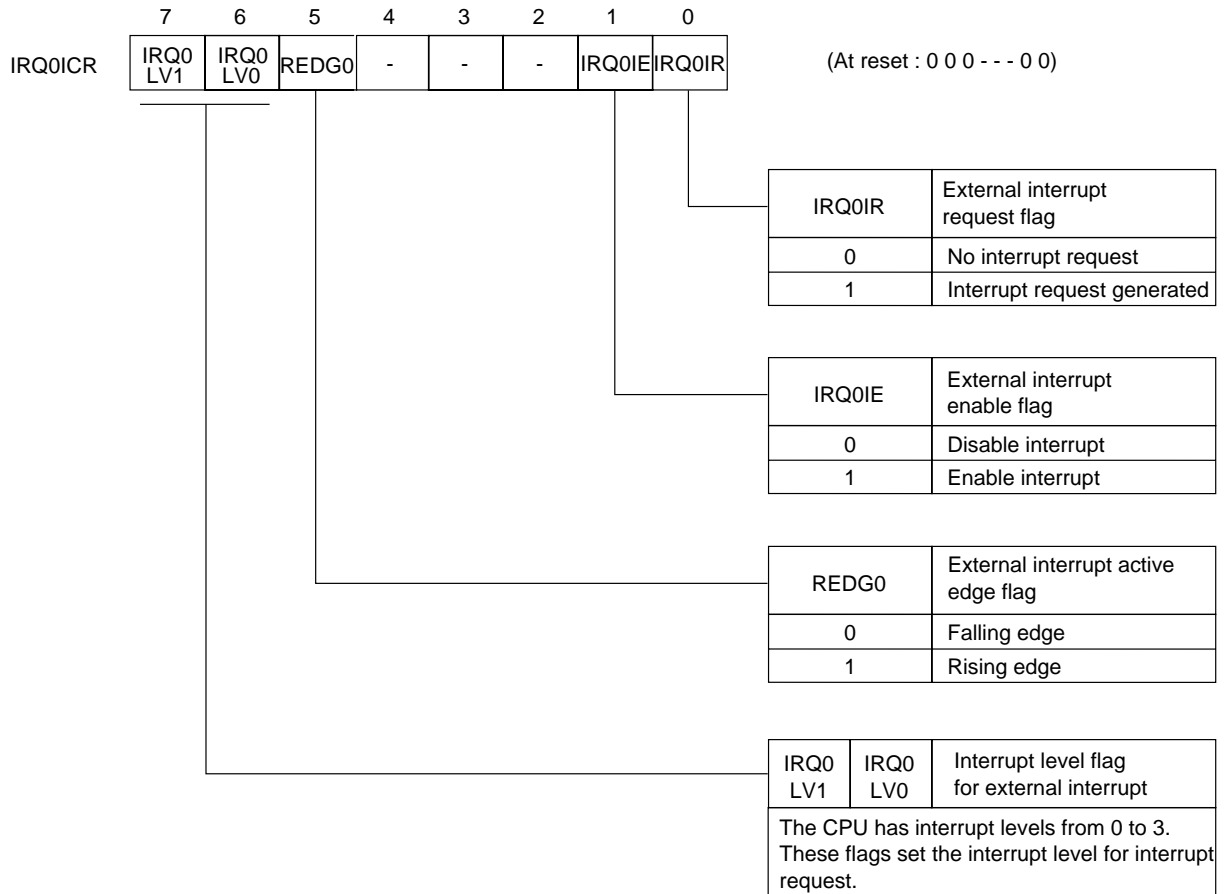 7 6 5 4 3 2 1 0
IRQ0ICR
IRQ0 LV1
IRQ0 LV0
REDG0
-
-
-
IRQ0IE
IRQ0IR
(At reset : 0 0 0 - - - 0 0)
IRQ0IR
External interrupt
request flag
0 No interrupt request
1 Interrupt request generated
IRQ0IE
External interrupt
enable flag
0 Disable interrupt
1 Enable interrupt
REDG0
External interrupt active
edge flag
0 Falling edge
1 Rising edge
IRQ0 LV1
IRQ0 LV0
Interrupt level flag
for external interrupt
The CPU has interrupt levels from 0 to 3.
These flags set the interrupt level for interrupt
request.